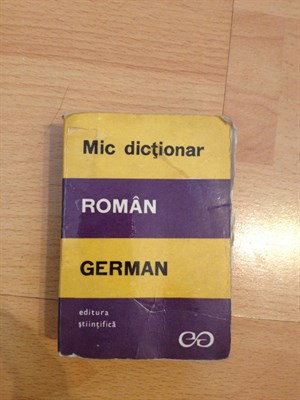 Mic dicționar
ROMÂN
GERMAN
editura
științifică